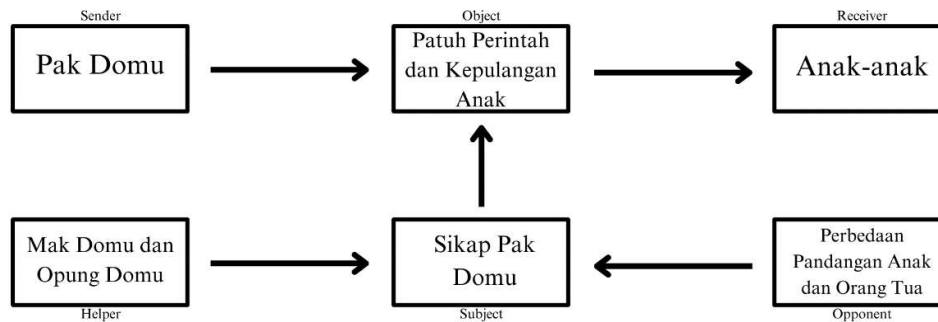 Sender
Pak Domu
Object
Patuh Perintah
dan Kepulangan
Anak
Receiver
Anak-anak
Mak Domu dan
Opung Domu
Helper
Sikap Pak
Domu
Subject
Perbedaan
Pandangan Anak
dan Orang Tua
Opponent